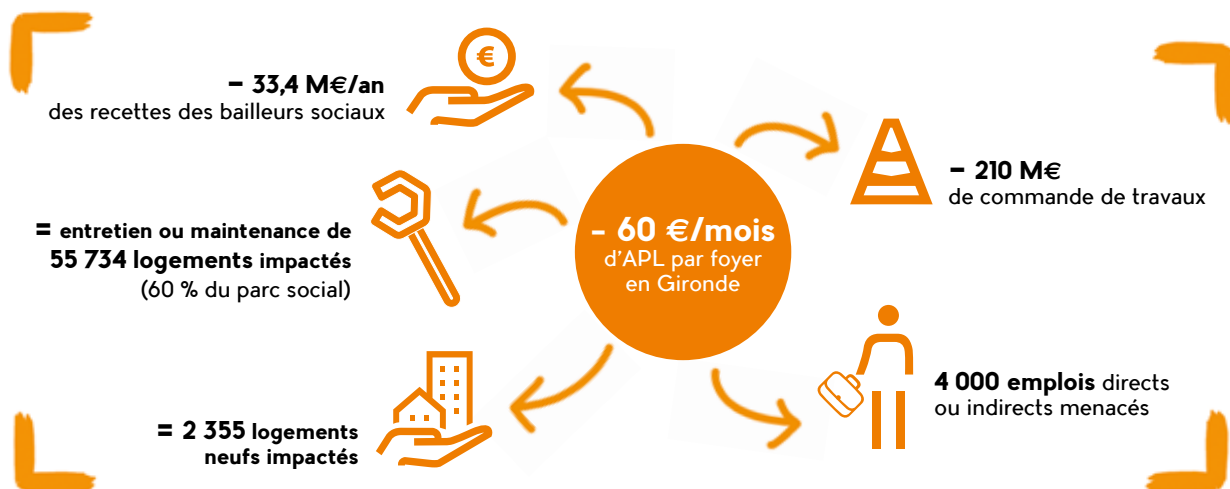 – 33,4 M€/an
des recettes des bailleurs sociaux
€
= entretien ou maintenance de
55 734 logements impactés
(60 % du parc social)
= 2 355 logements
neufs impactés
- 60 €/mois
d'APL par foyer
en Gironde
– 210 M€
de commande de travaux
4 000 emplois directs
ou indirects menacés